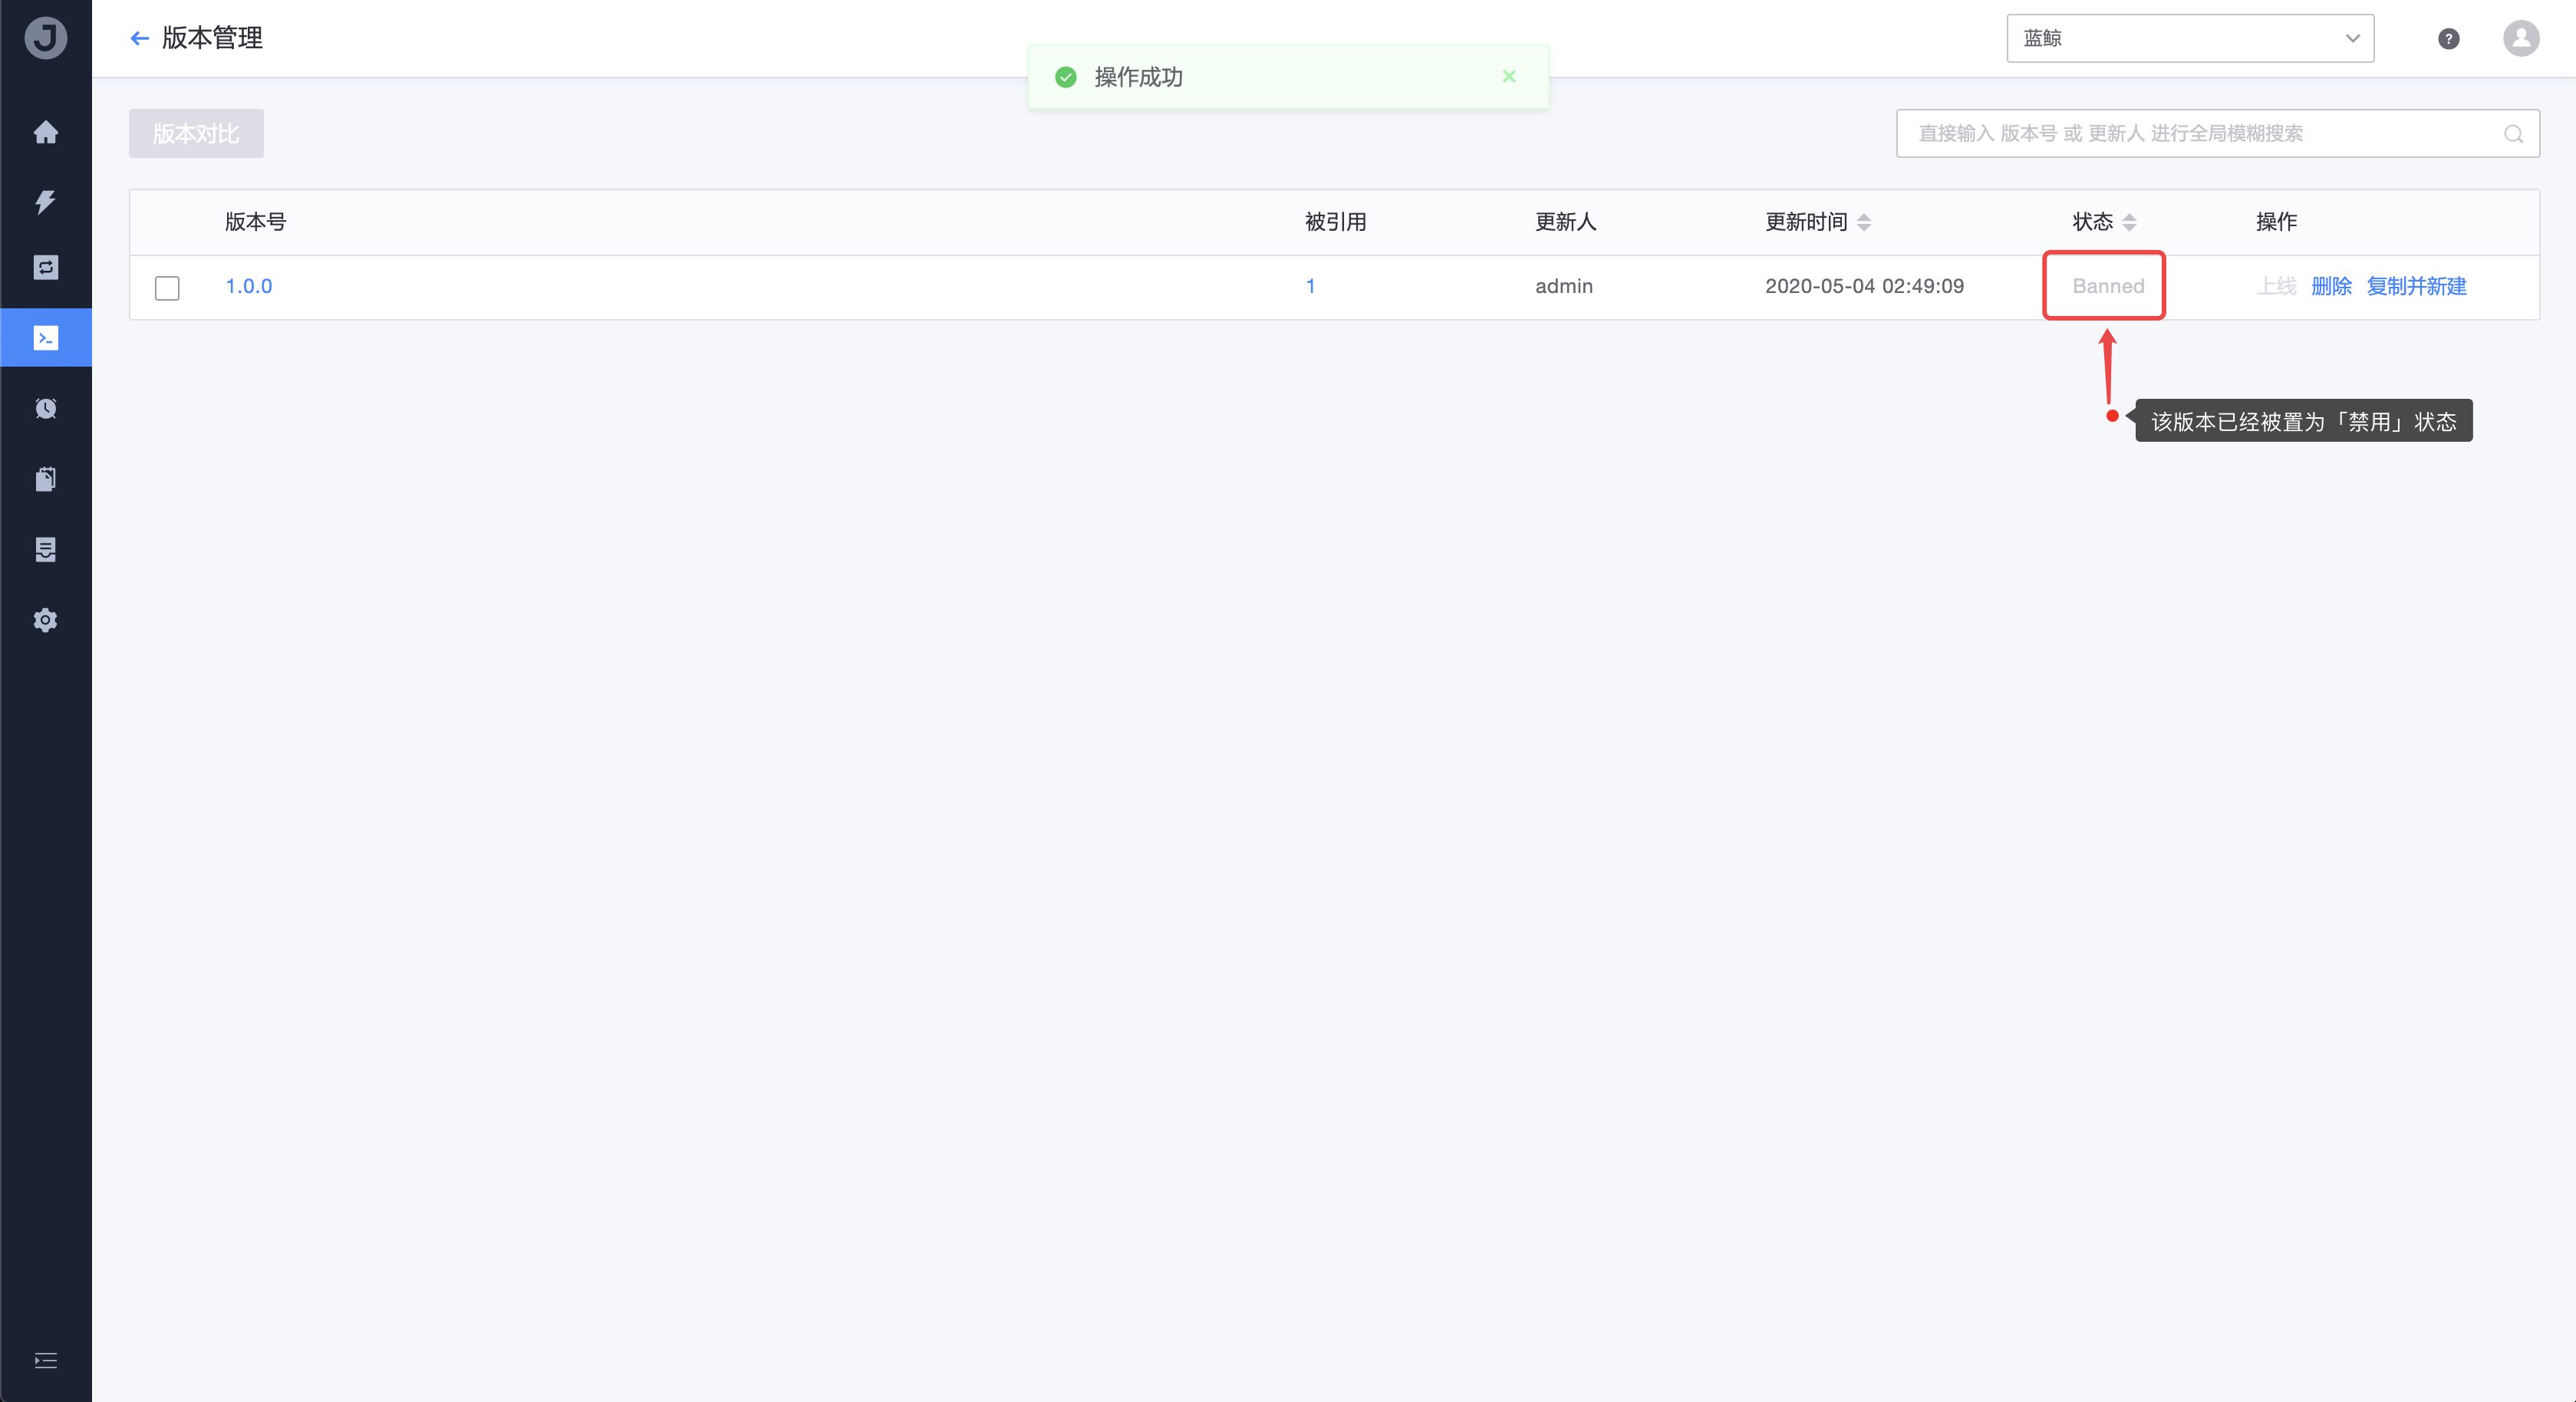 版本管理
蓝鲸
操作成功
版本对比
直接输入 版本号 或 更新人 进行全局模糊搜索
版本号 被引用 更新人 更新时间 状态 操作
1.0.0 1 admin 2020-05-04 02:49:09 Banned 上线 删除 复制并新建
该版本已经被置为「禁用」状态